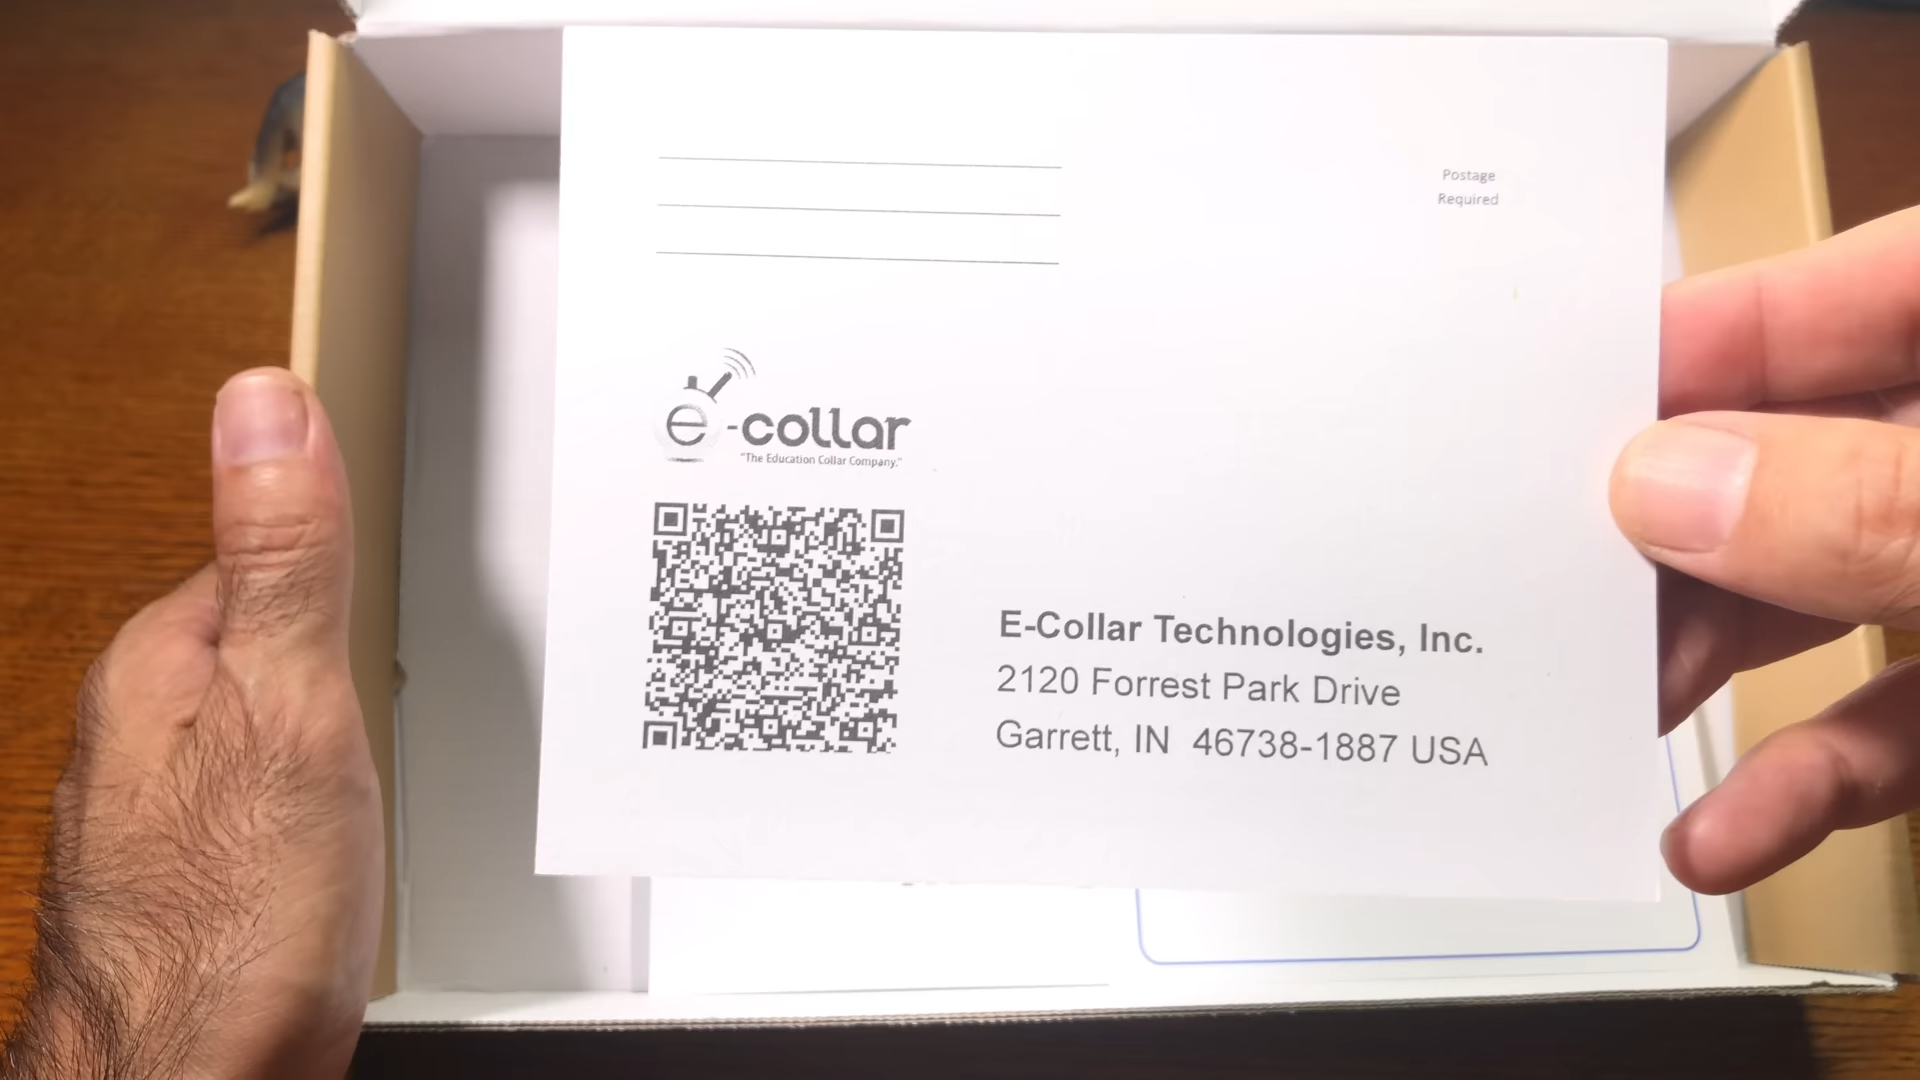 Postage
Required
e-collar
"The Education Collar Company."
E-Collar Technologies, Inc.
2120 Forrest Park Drive
Garrett, IN 46738-1887 USA